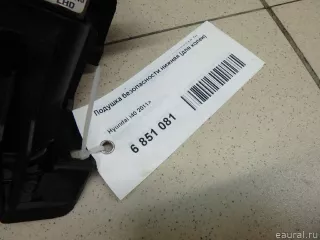 LHD
Подушка безопасности нижняя (для колен)
Hyundai i40 2011>
6 851 081
eaural.ru